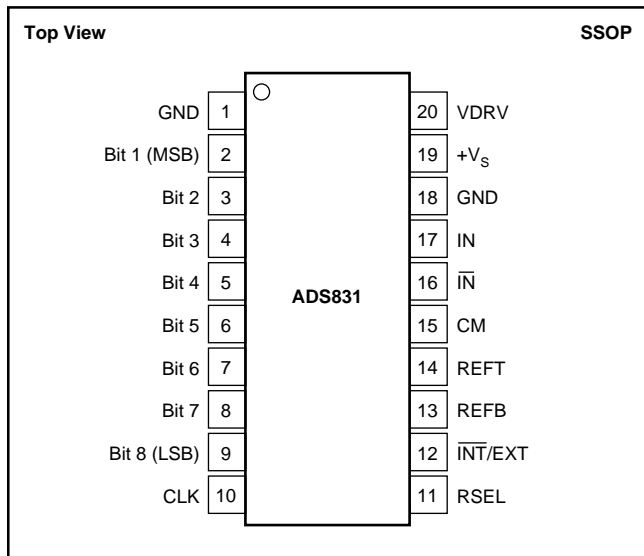 Top View SSOP
GND 1 20 VDRV
Bit 1 (MSB) 2 19 +VS
Bit 2 3 18 GND
Bit 3 4 17 IN
Bit 4 5 16 I̅N̅
ADS831
Bit 5 6 15 CM
Bit 6 7 14 REFT
Bit 7 8 13 REFB
Bit 8 (LSB) 9 12 I̅N̅T̅/EXT
CLK 10 11 RSEL